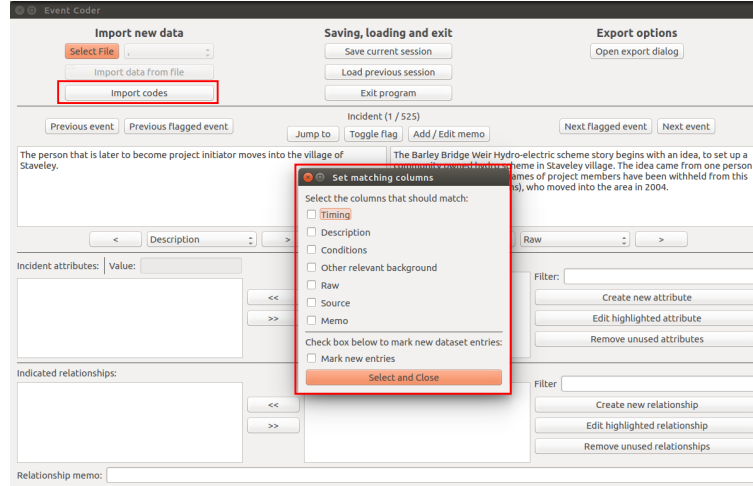 Event Coder
Import new data
Saving, loading and exit
Export options
Select File
,
Save current session
Open export dialog
Import data from file
Load previous session
Import codes
Exit program
Incident (1 / 525)
Previous event
Previous flagged event
Jump to
Toggle flag
Add / Edit memo
Next flagged event
Next event
The person that is later to become project initiator moves into the village of
Staveley.
The Barley Bridge Weir Hydro-electric scheme story begins with an idea, to set up a
community owned hydro scheme in Staveley village. The idea came from one person
ames of project members have been withheld from this
s), who moved into the area in 2004.
<
Description
>
Raw
>
Set matching columns
Select the columns that should match:
Timing
Description
Conditions
Other relevant background
Raw
Source
Memo
Check box below to mark new dataset entries:
Mark new entries
Select and Close
Incident attributes:
Value:
<<
>>
Filter:
Create new attribute
Edit highlighted attribute
Remove unused attributes
Indicated relationships:
<<
>>
Filter
Create new relationship
Edit highlighted relationship
Remove unused relationships
Relationship memo: